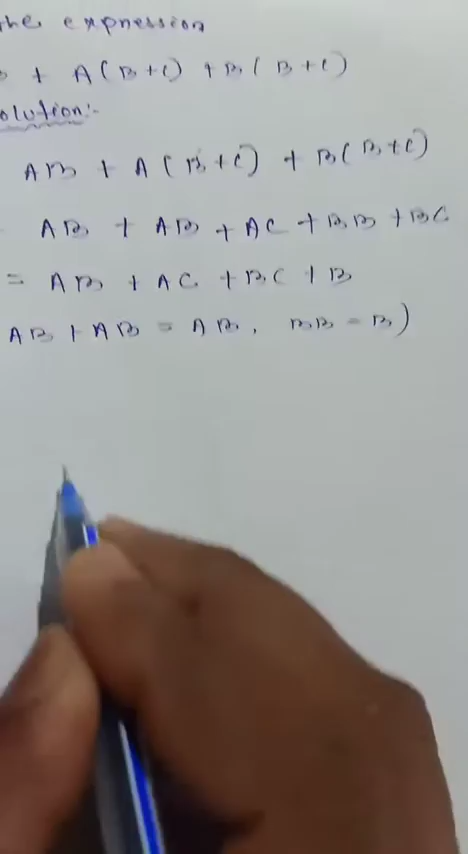 the expression
+ A(B+C) + B(B+C)
olution:-
AB + A(B+C) + B(B+C)
AB + AB + AC + BB + BC
= AB + AC + BC + B
AB + AB = AB, BB = B)